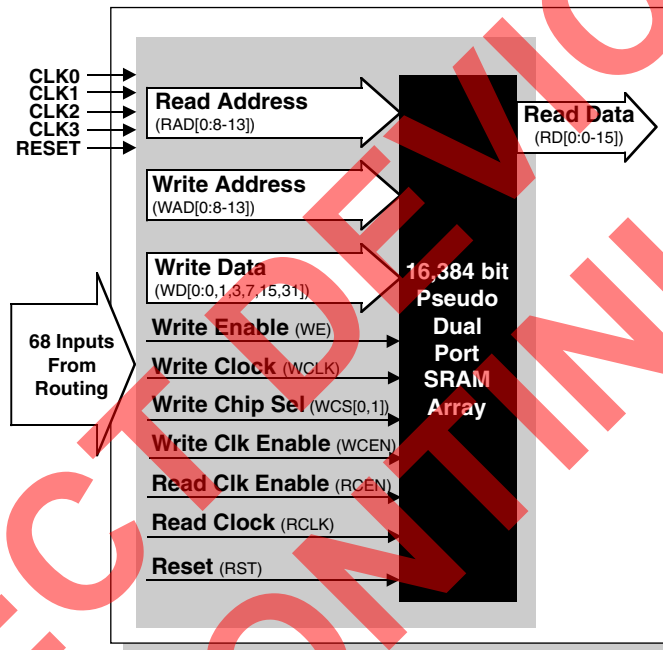 CLK0
CLK1
CLK2
CLK3
RESET
Read Address
(RAD[0:8-13])
Write Address
(WAD[0:8-13])
Write Data
(WD[0:0,1,3,7,15,31])
Write Enable (WE)
Write Clock (WCLK)
Write Chip Sel (WCS[0,1])
Write Clk Enable (WCEN)
Read Clk Enable (RCEN)
Read Clock (RCLK)
Reset (RST)
68 Inputs
From
Routing
16,384 bit
Pseudo
Dual
Port
SRAM
Array
Read Data
(RD[0:0-15])